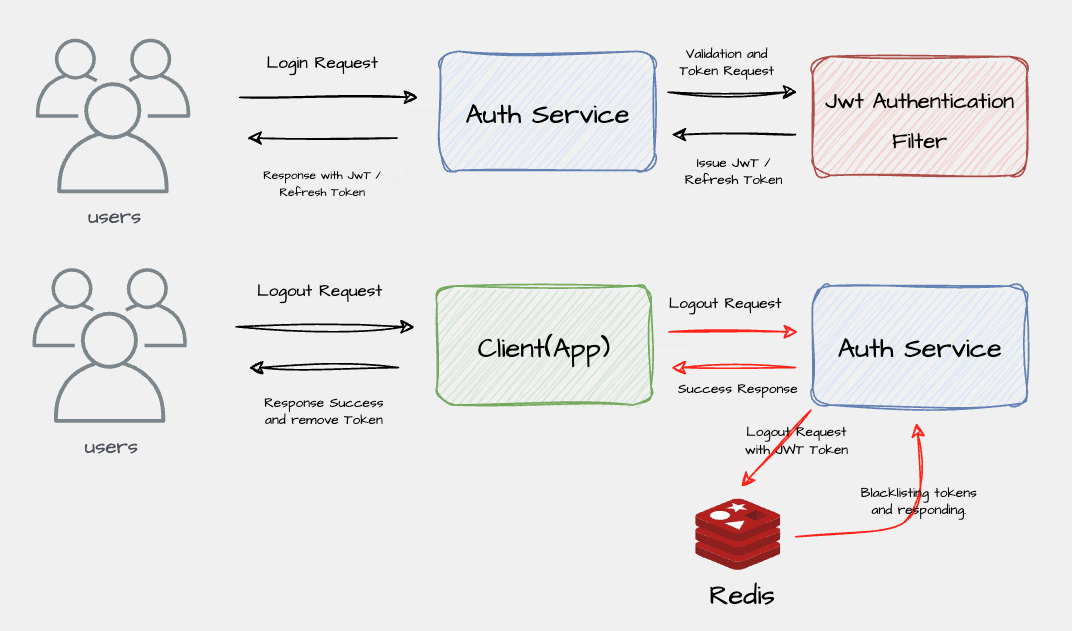 Login Request
Validation and
Token Request
Auth Service
Jwt Authentication
Filter
Response with JwT /
Refresh Token
Issue JwT /
Refresh Token
users
Logout Request
Logout Request
Client(App)
Auth Service
Success Response
Response Success
and remove Token
Logout Request
with JWT Token
users
Blacklisting tokens
and responding.
Redis